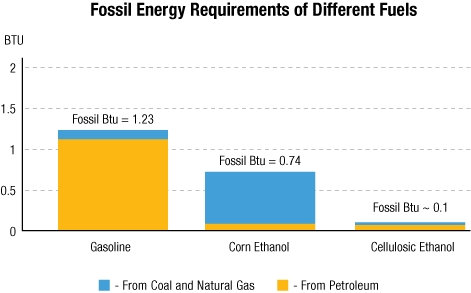 Fossil Energy Requirements of Different Fuels
BTU
2
1.5
1
0.5
0
Fossil Btu = 1.23
Fossil Btu = 0.74
Fossil Btu ~ 0.1
Gasoline
Corn Ethanol
Cellulosic Ethanol
- From Coal and Natural Gas
- From Petroleum